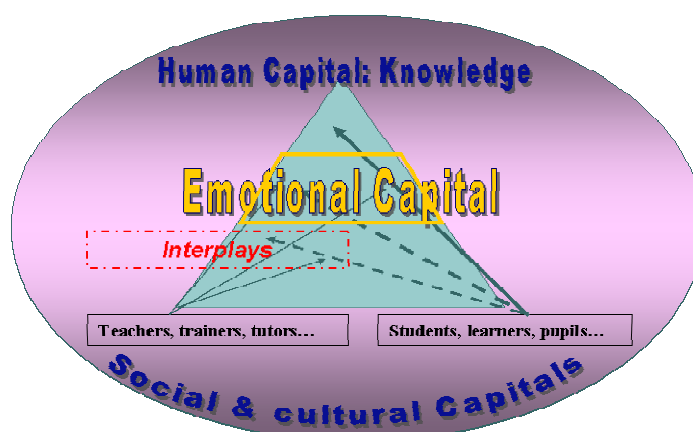 Human Capital: Knowledge
Emotional Capital
Interplays
Teachers, trainers, tutors…
Students, learners, pupils…
Social & cultural Capitals